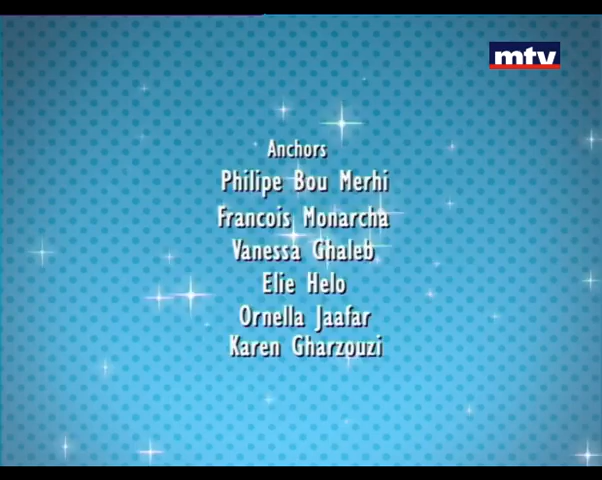 mtv
Anchors
Philipe Bou Merhi
Francois Monarcha
Vanessa Ghaleb
Elie Helo
Ornella Jaafar
Karen Gharzouzi